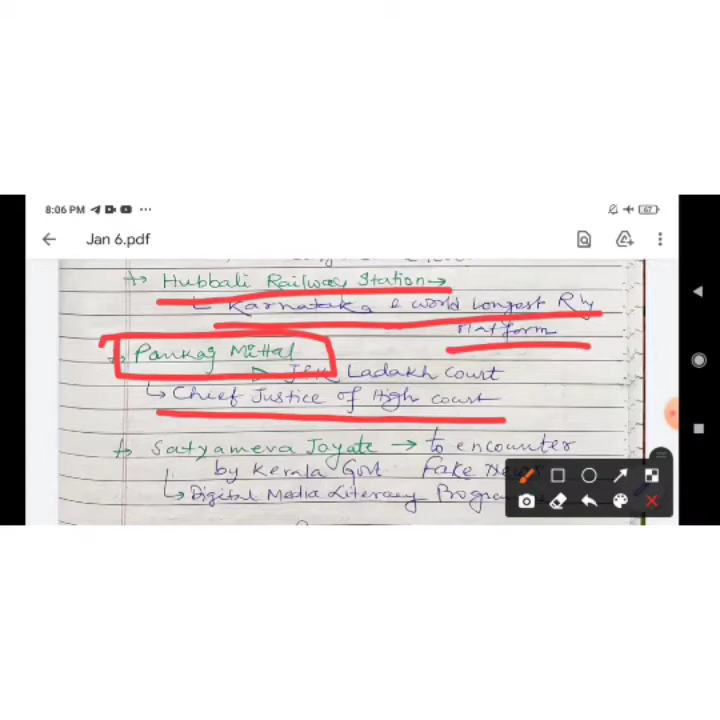 8:06 PM ...
67
Jan 6.pdf
Hubbali Railway Station→
Karnataka & world longest Rly
Platform
Pankaj Mittal
J&K Ladakh court
Chief Justice of High court
Satyameva Jayate → to encounter
by Kerala Govt Fake News
Digital Media Literacy Program